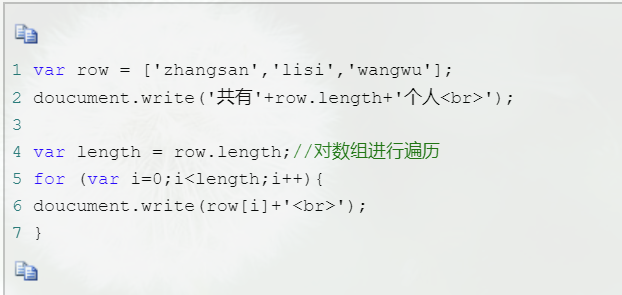 1 var row = ['zhangsan','lisi','wangwu'];
2 doucument.write('共有'+row.length+'个人<br>');
3
4 var length = row.length;//对数组进行遍历
5 for (var i=0;i<length;i++){
6 doucument.write(row[i]+'<br>');
7 }